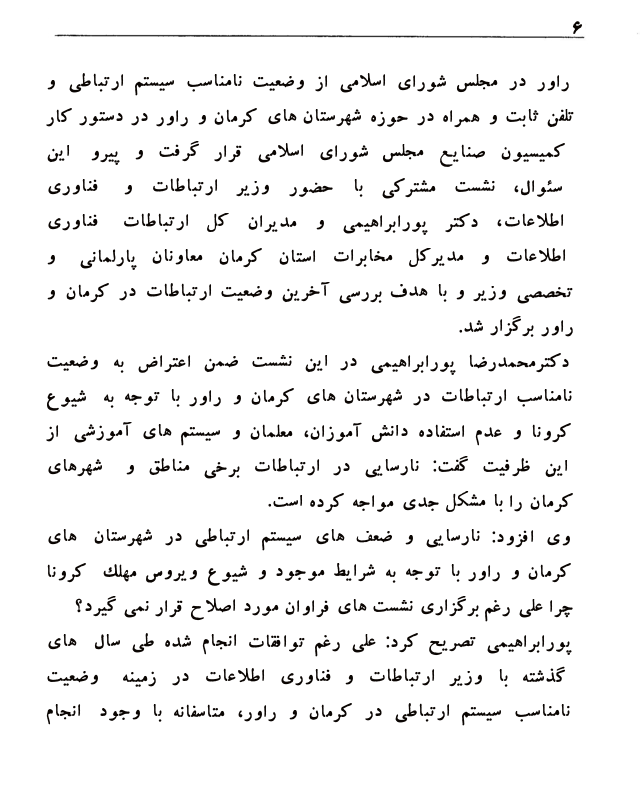 ۶
راور در مجلس شورای اسلامی از وضعیت نامناسب سیستم ارتباطی و
تلفن ثابت و همراه در حوزه شهرستان های کرمان و راور در دستور کار
کمیسیون صنایع مجلس شورای اسلامی قرار گرفت و پیرو این
سئوال، نشست مشترکی با حضور وزیر ارتباطات و فناوری
اطلاعات، دکتر پورابراهیمی و مدیران کل ارتباطات فناوری
اطلاعات و مدیرکل مخابرات استان کرمان معاونان پارلمانی و
تخصصی وزیر و با هدف بررسی آخرین وضعیت ارتباطات در کرمان و
راور برگزار شد.
دکترمحمدرضا پورابراهیمی در این نشست ضمن اعتراض به وضعیت
نامناسب ارتباطات در شهرستان های کرمان و راور با توجه به شیوع
کرونا و عدم استفاده دانش آموزان، معلمان و سیستم های آموزشی از
این ظرفیت گفت: نارسایی در ارتباطات برخی مناطق و شهرهای
کرمان را با مشکل جدی مواجه کرده است.
وی افزود: نارسایی و ضعف های سیستم ارتباطی در شهرستان های
کرمان و راور با توجه به شرایط موجود و شیوع ویروس مهلك کرونا
چرا علی رغم برگزاری نشست های فراوان مورد اصلاح قرار نمی گیرد؟
پورابراهیمی تصریح کرد: علی رغم توافقات انجام شده طی سال های
گذشته با وزیر ارتباطات و فناوری اطلاعات در زمینه وضعیت
نامناسب سیستم ارتباطی در کرمان و راور، متاسفانه با وجود انجام